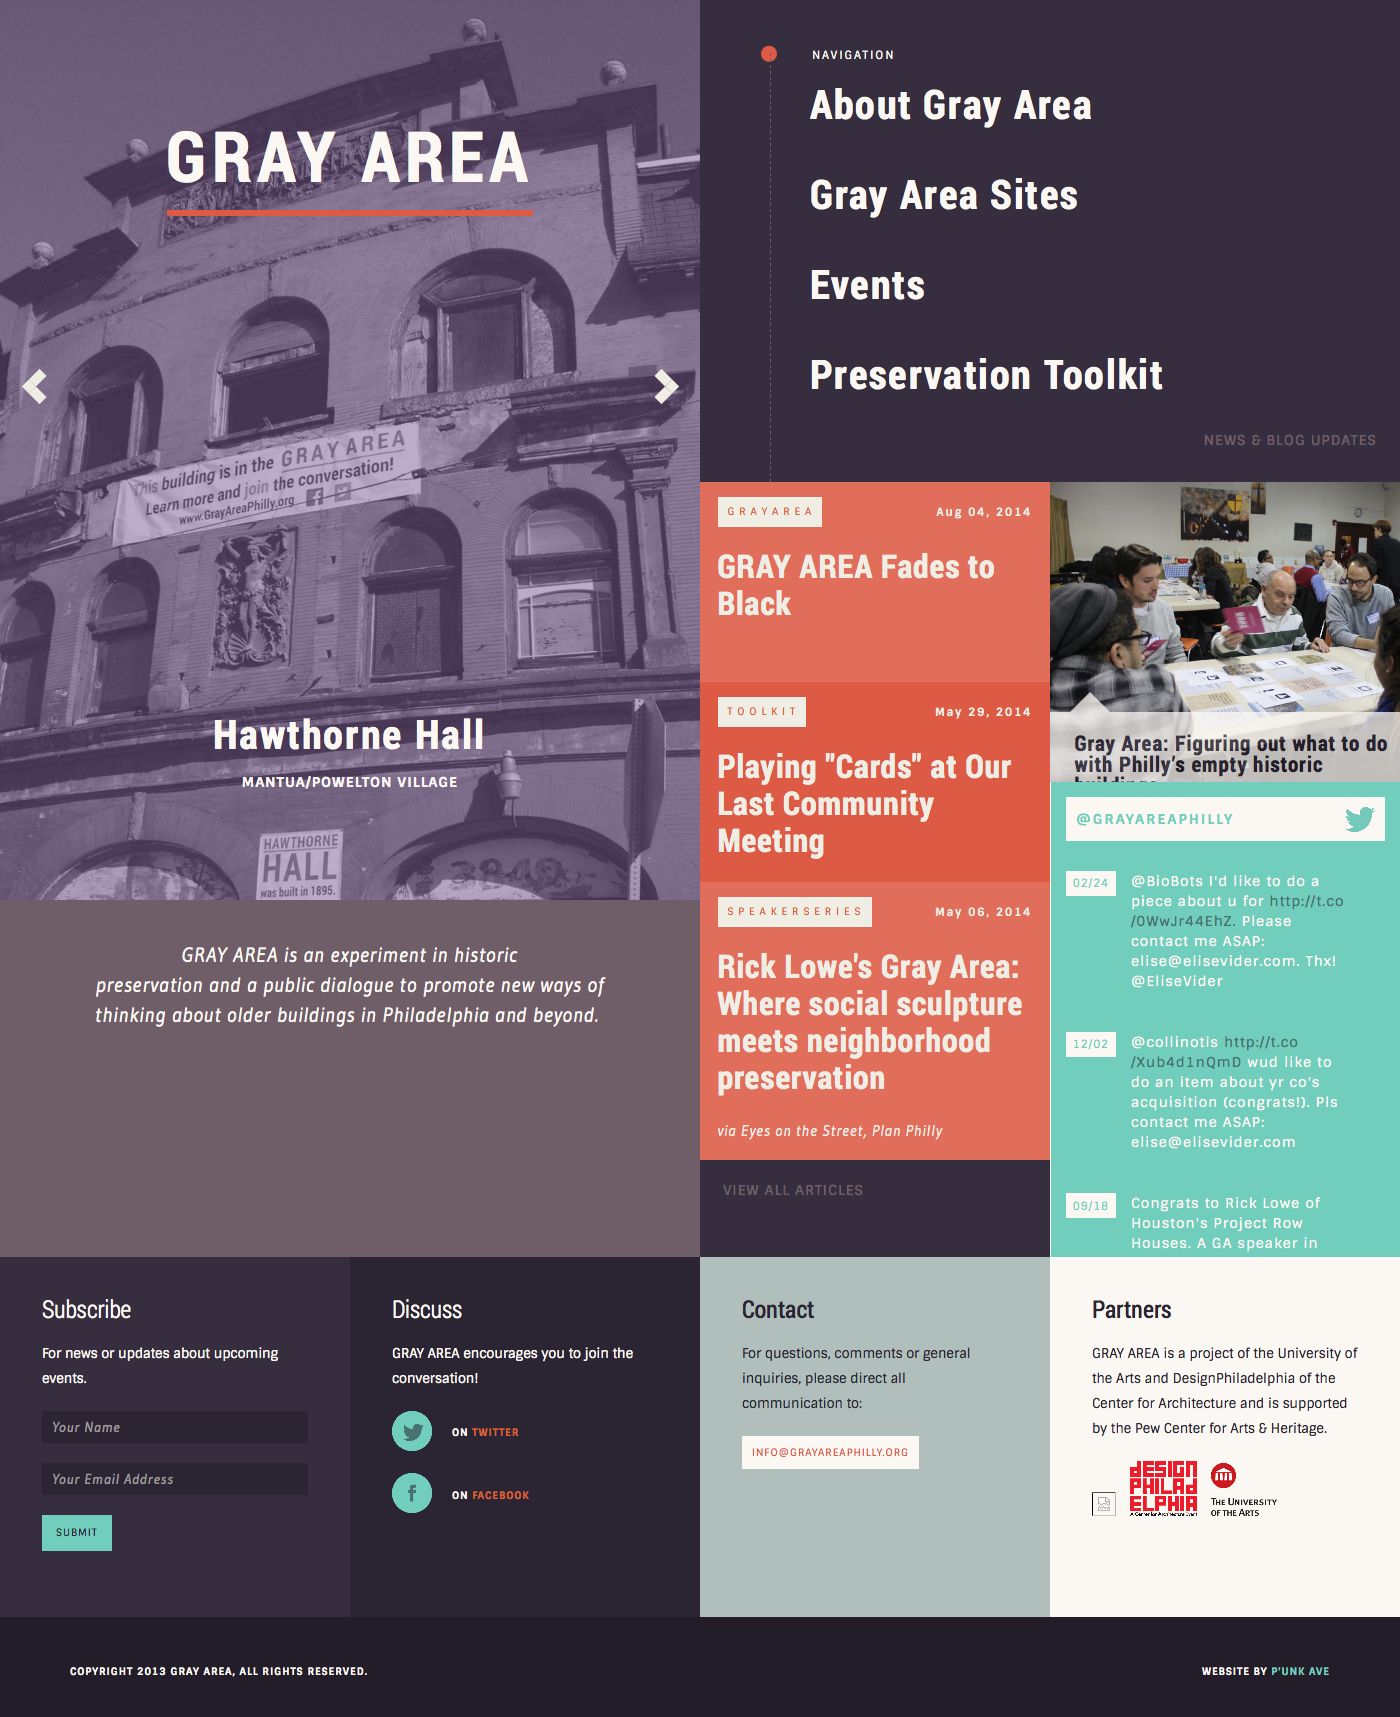 GRAY AREA
This building is in the GRAY AREA
Learn more and join the conversation!
www.GrayAreaPhilly.org
Hawthorne Hall
MANTUA/POWELTON VILLAGE
HAWTHORNE
HALL
was built in 1895.
GRAY AREA is an experiment in historic
preservation and a public dialogue to promote new ways of
thinking about older buildings in Philadelphia and beyond.
NAVIGATION
About Gray Area
Gray Area Sites
Events
Preservation Toolkit
NEWS & BLOG UPDATES
GRAYAREA
Aug 04, 2014
GRAY AREA Fades to
Black
TOOLKIT
May 29, 2014
Playing "Cards" at Our
Last Community
Meeting
SPEAKERSERIES
May 06, 2014
Rick Lowe's Gray Area:
Where social sculpture
meets neighborhood
preservation
via Eyes on the Street, Plan Philly
VIEW ALL ARTICLES
Gray Area: Figuring out what to do
with Philly's empty historic
@GRAYAREAPHILLY
02/24
@BioBots I'd like to do a
piece about u for http://t.co
/0WwJr44EhZ. Please
contact me ASAP:
elise@elisevider.com. Thx!
@EliseVider
12/02
@collinotis http://t.co
/Xub4d1nQmD wud like to
do an item about yr co's
acquisition (congrats!). Pls
contact me ASAP:
elise@elisevider.com
09/18
Congrats to Rick Lowe of
Houston's Project Row
Houses. A GA speaker in
Subscribe
For news or updates about upcoming
events.
Your Name
Your Email Address
SUBMIT
Discuss
GRAY AREA encourages you to join the
conversation!
ON TWITTER
ON FACEBOOK
Contact
For questions, comments or general
inquiries, please direct all
communication to:
INFO@GRAYAREAPHILLY.ORG
Partners
GRAY AREA is a project of the University of
the Arts and DesignPhiladelphia of the
Center for Architecture and is supported
by the Pew Center for Arts & Heritage.
DESIGN
PHILAD
ELPHIA
A Center for Architecture Event
THE UNIVERSITY
OF THE ARTS
COPYRIGHT 2013 GRAY AREA, ALL RIGHTS RESERVED.
WEBSITE BY P'UNK AVE